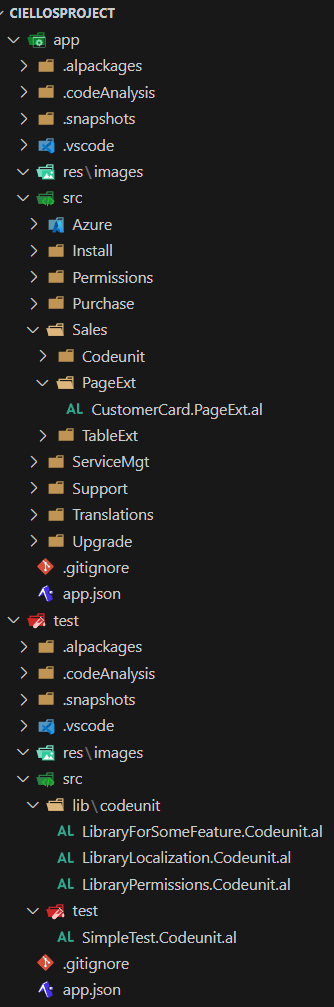 CIELLOSPROJECT
app
.alpackages
.codeAnalysis
.snapshots
.vscode
res\images
src
Azure
Install
Permissions
Purchase
Sales
Codeunit
PageExt
AL CustomerCard.PageExt.al
TableExt
ServiceMgt
Support
Translations
Upgrade
.gitignore
app.json
test
.alpackages
.codeAnalysis
.snapshots
.vscode
res\images
src
lib\codeunit
AL LibraryForSomeFeature.Codeunit.al
AL LibraryLocalization.Codeunit.al
AL LibraryPermissions.Codeunit.al
test
AL SimpleTest.Codeunit.al
.gitignore
app.json